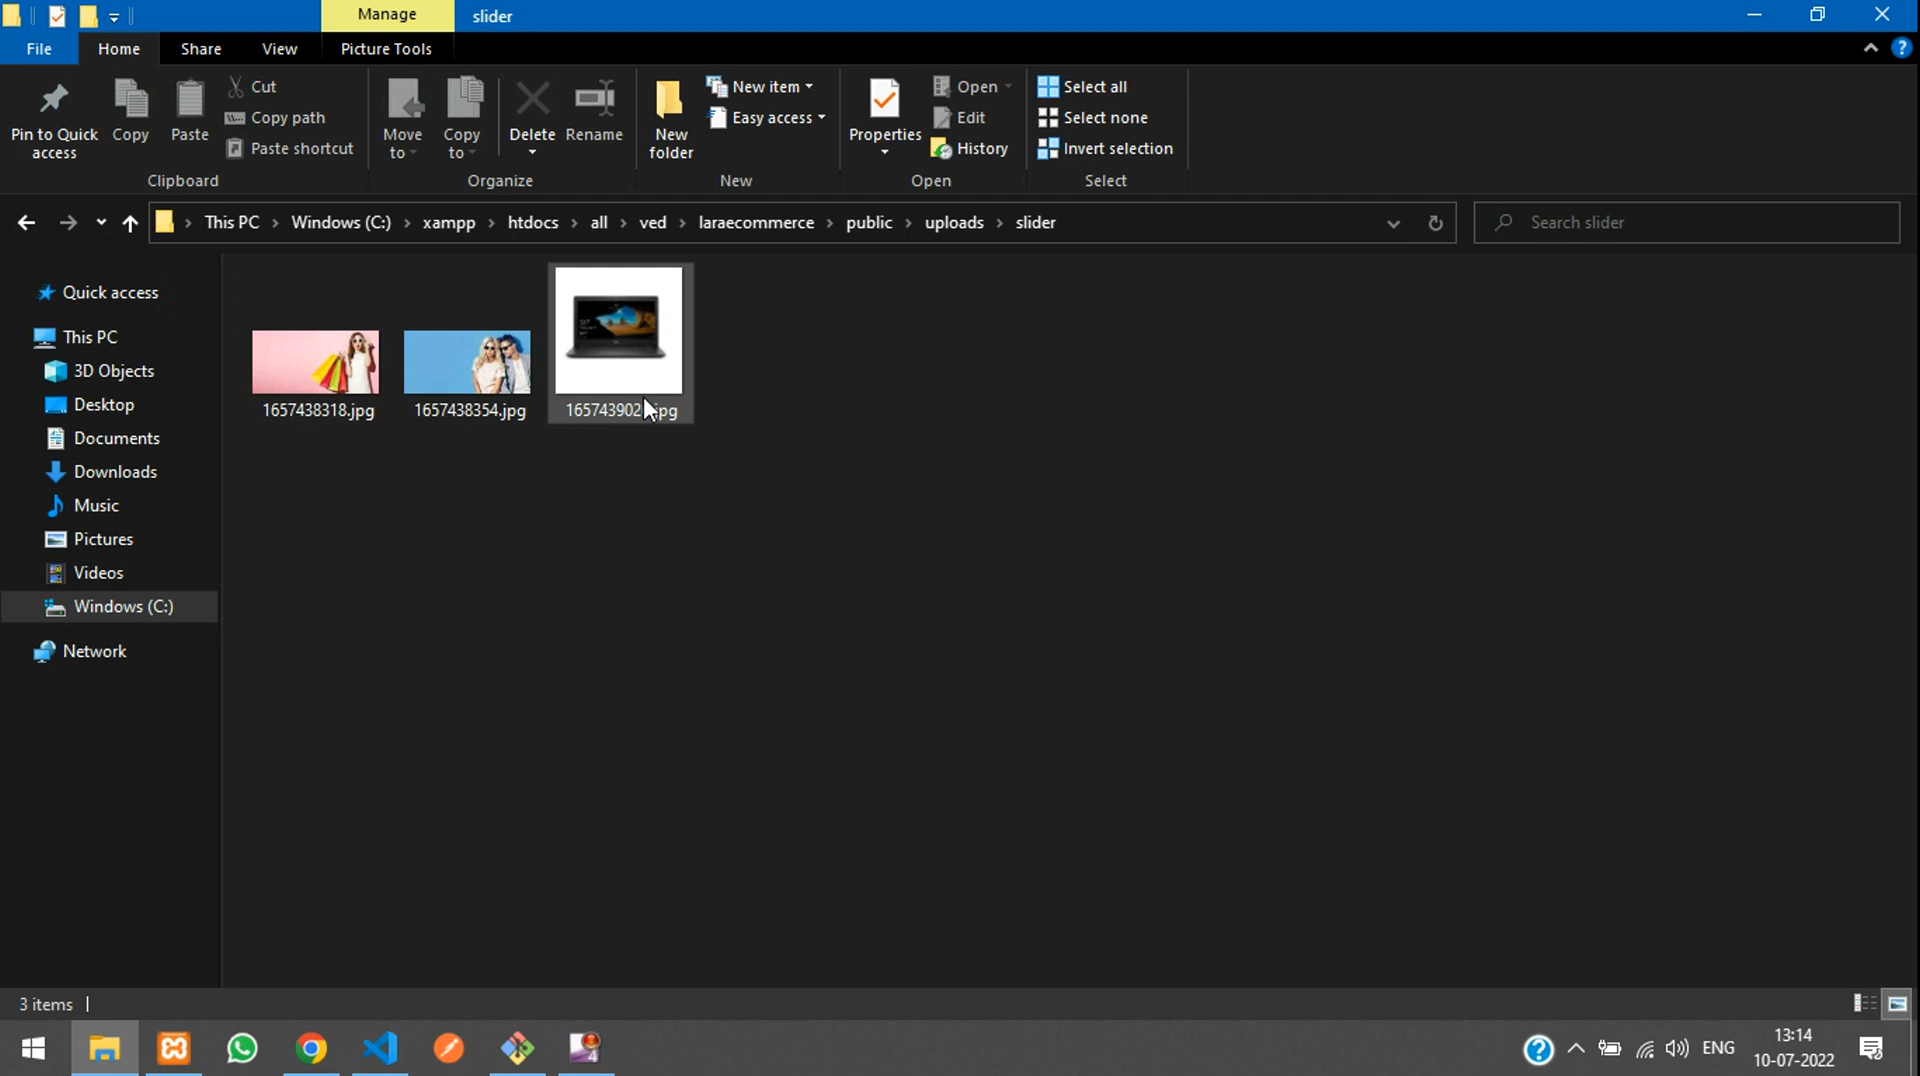 Manage
slider
File
Home
Share
View
Picture Tools
Pin to Quick access
Copy
Paste
Cut
Copy path
Paste shortcut
Clipboard
Move to
Copy to
Delete
Rename
Organize
New folder
New item
Easy access
New
Properties
Open
Edit
History
Open
Select all
Select none
Invert selection
Select
This PC > Windows (C:) > xampp > htdocs > all > ved > laraecommerce > public > uploads > slider
Search slider
Quick access
This PC
3D Objects
Desktop
Documents
Downloads
Music
Pictures
Videos
Windows (C:)
Network
1657438318.jpg
1657438354.jpg
3 items
ENG
13:14
10-07-2022